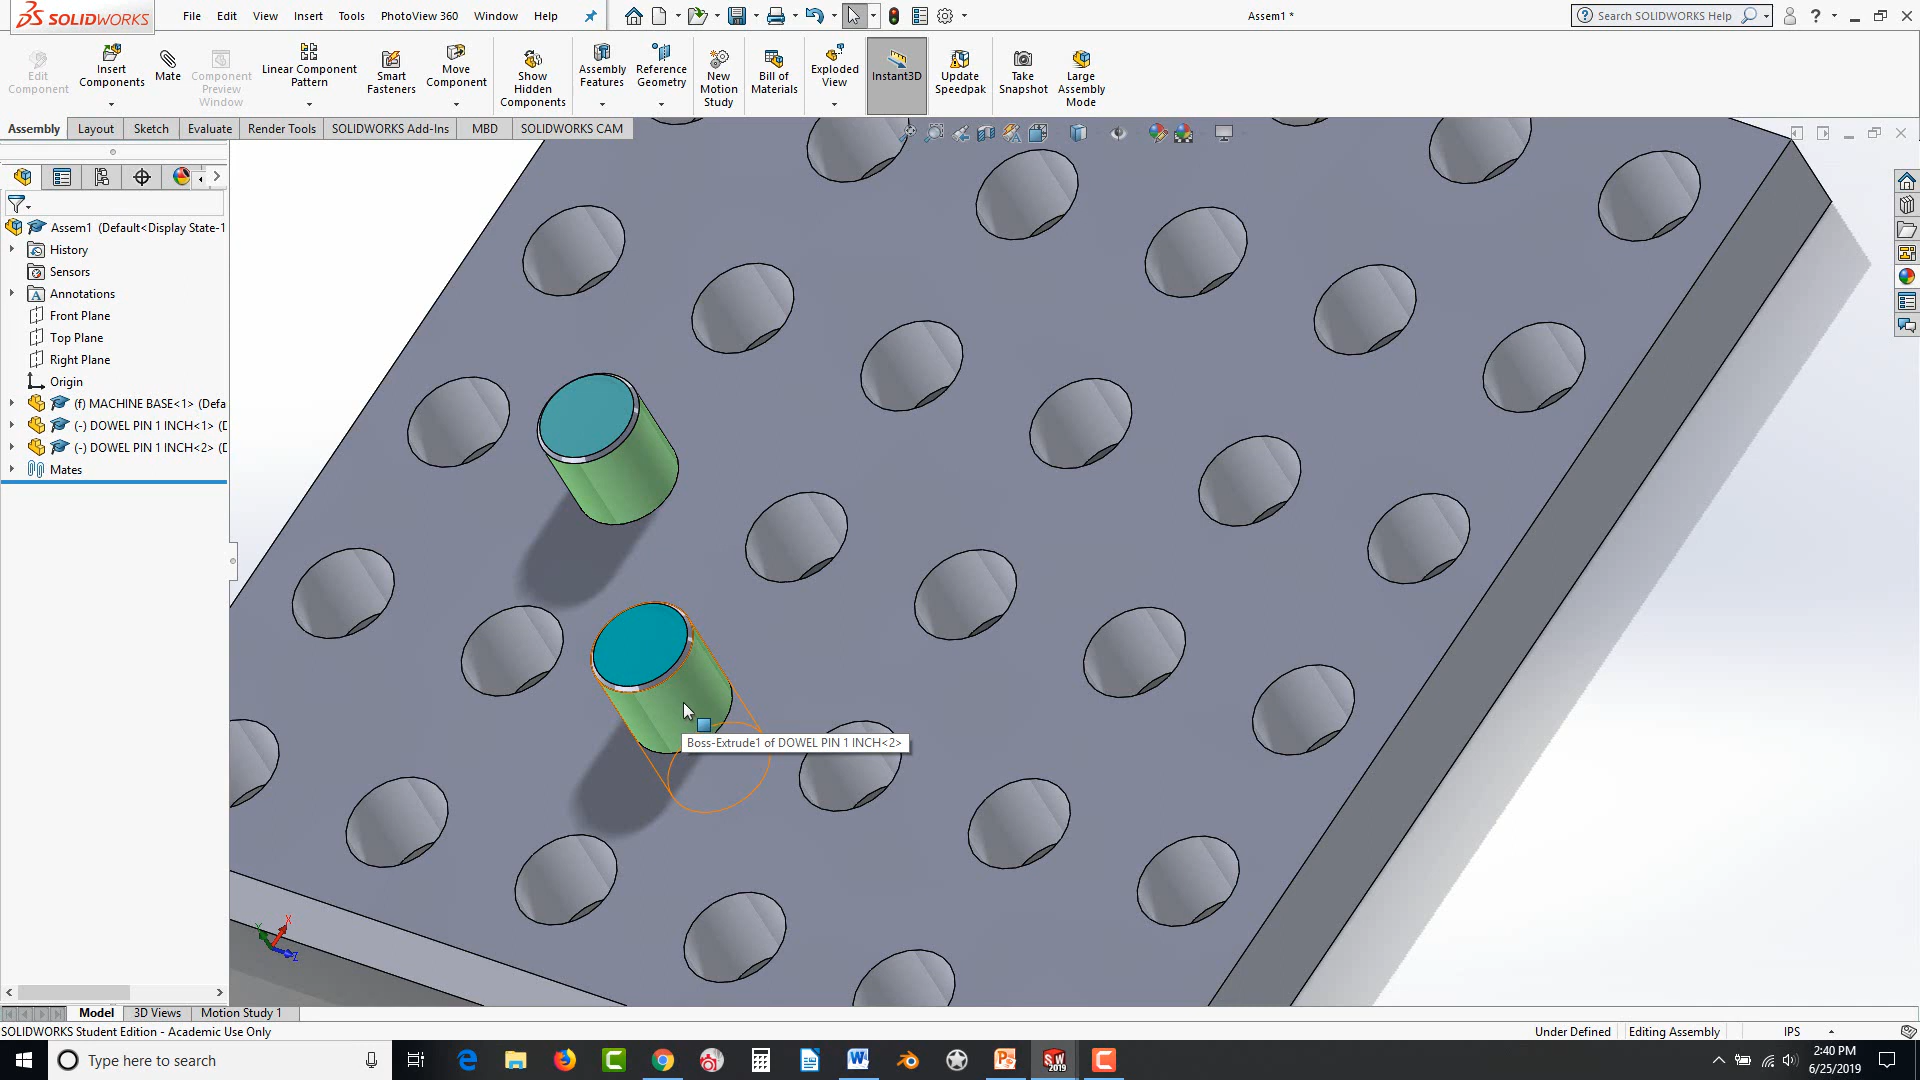 SOLIDWORKS File Edit View Insert Tools PhotoView 360 Window Help Assem1 * Search SOLIDWORKS Help ?
Edit Component
Insert Components
Mate
Component Preview Window
Linear Component Pattern
Smart Fasteners
Move Component
Show Hidden Components
Assembly Features
Reference Geometry
New Motion Study
Bill of Materials
Exploded View
Instant3D
Update Speedpak
Take Snapshot
Large Assembly Mode
Assembly Layout Sketch Evaluate Render Tools SOLIDWORKS Add-Ins MBD SOLIDWORKS CAM
Assem1 (Default<Display State-1
History
Sensors
Annotations
Front Plane
Top Plane
Right Plane
Origin
(f) MACHINE BASE<1> (Defa
(-) DOWEL PIN 1 INCH<1> (D
(-) DOWEL PIN 1 INCH<2> (D
Mates
Boss-Extrude1 of DOWEL PIN 1 INCH<2>
Y X Z
Model 3D Views Motion Study 1
SOLIDWORKS Student Edition - Academic Use Only Under Defined Editing Assembly IPS
Type here to search
2:40 PM
6/25/2019